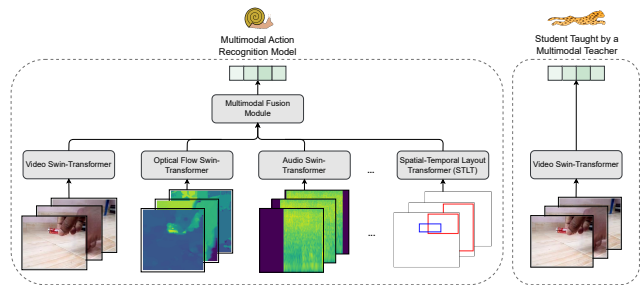 Multimodal Action
Recognition Model
Student Taught by a
Multimodal Teacher
Multimodal Fusion
Module
Video Swin-Transformer
Optical Flow Swin-
Transformer
Audio Swin-
Transformer
...
Spatial-Temporal Layout
Transformer (STLT)
Video Swin-Transformer
...